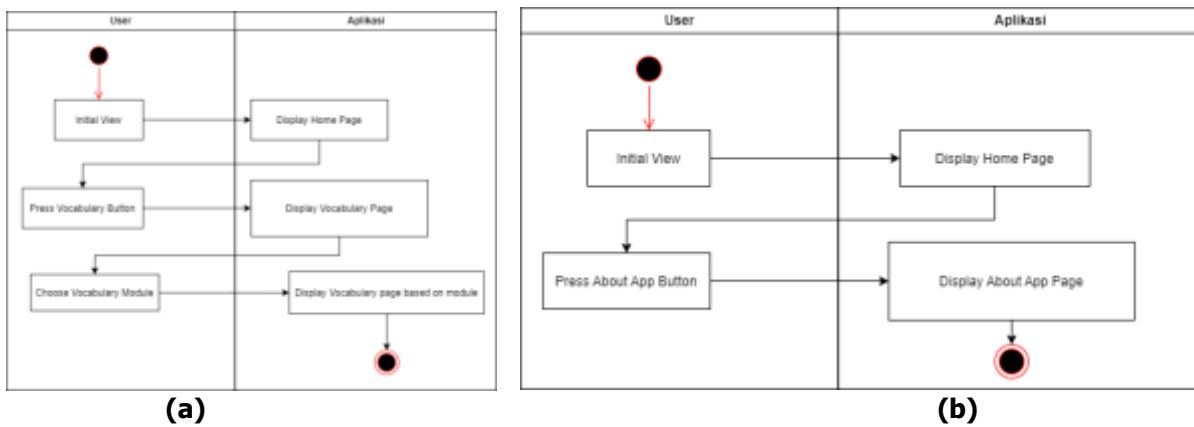 User
Aplikasi
Initial View
Display Home Page
Press Vocabulary Button
Display Vocabulary Page
Choose Vocabulary Module
Display Vocabulary page based on module
(a)
User
Aplikasi
Initial View
Display Home Page
Press About App Button
Display About App Page
(b)